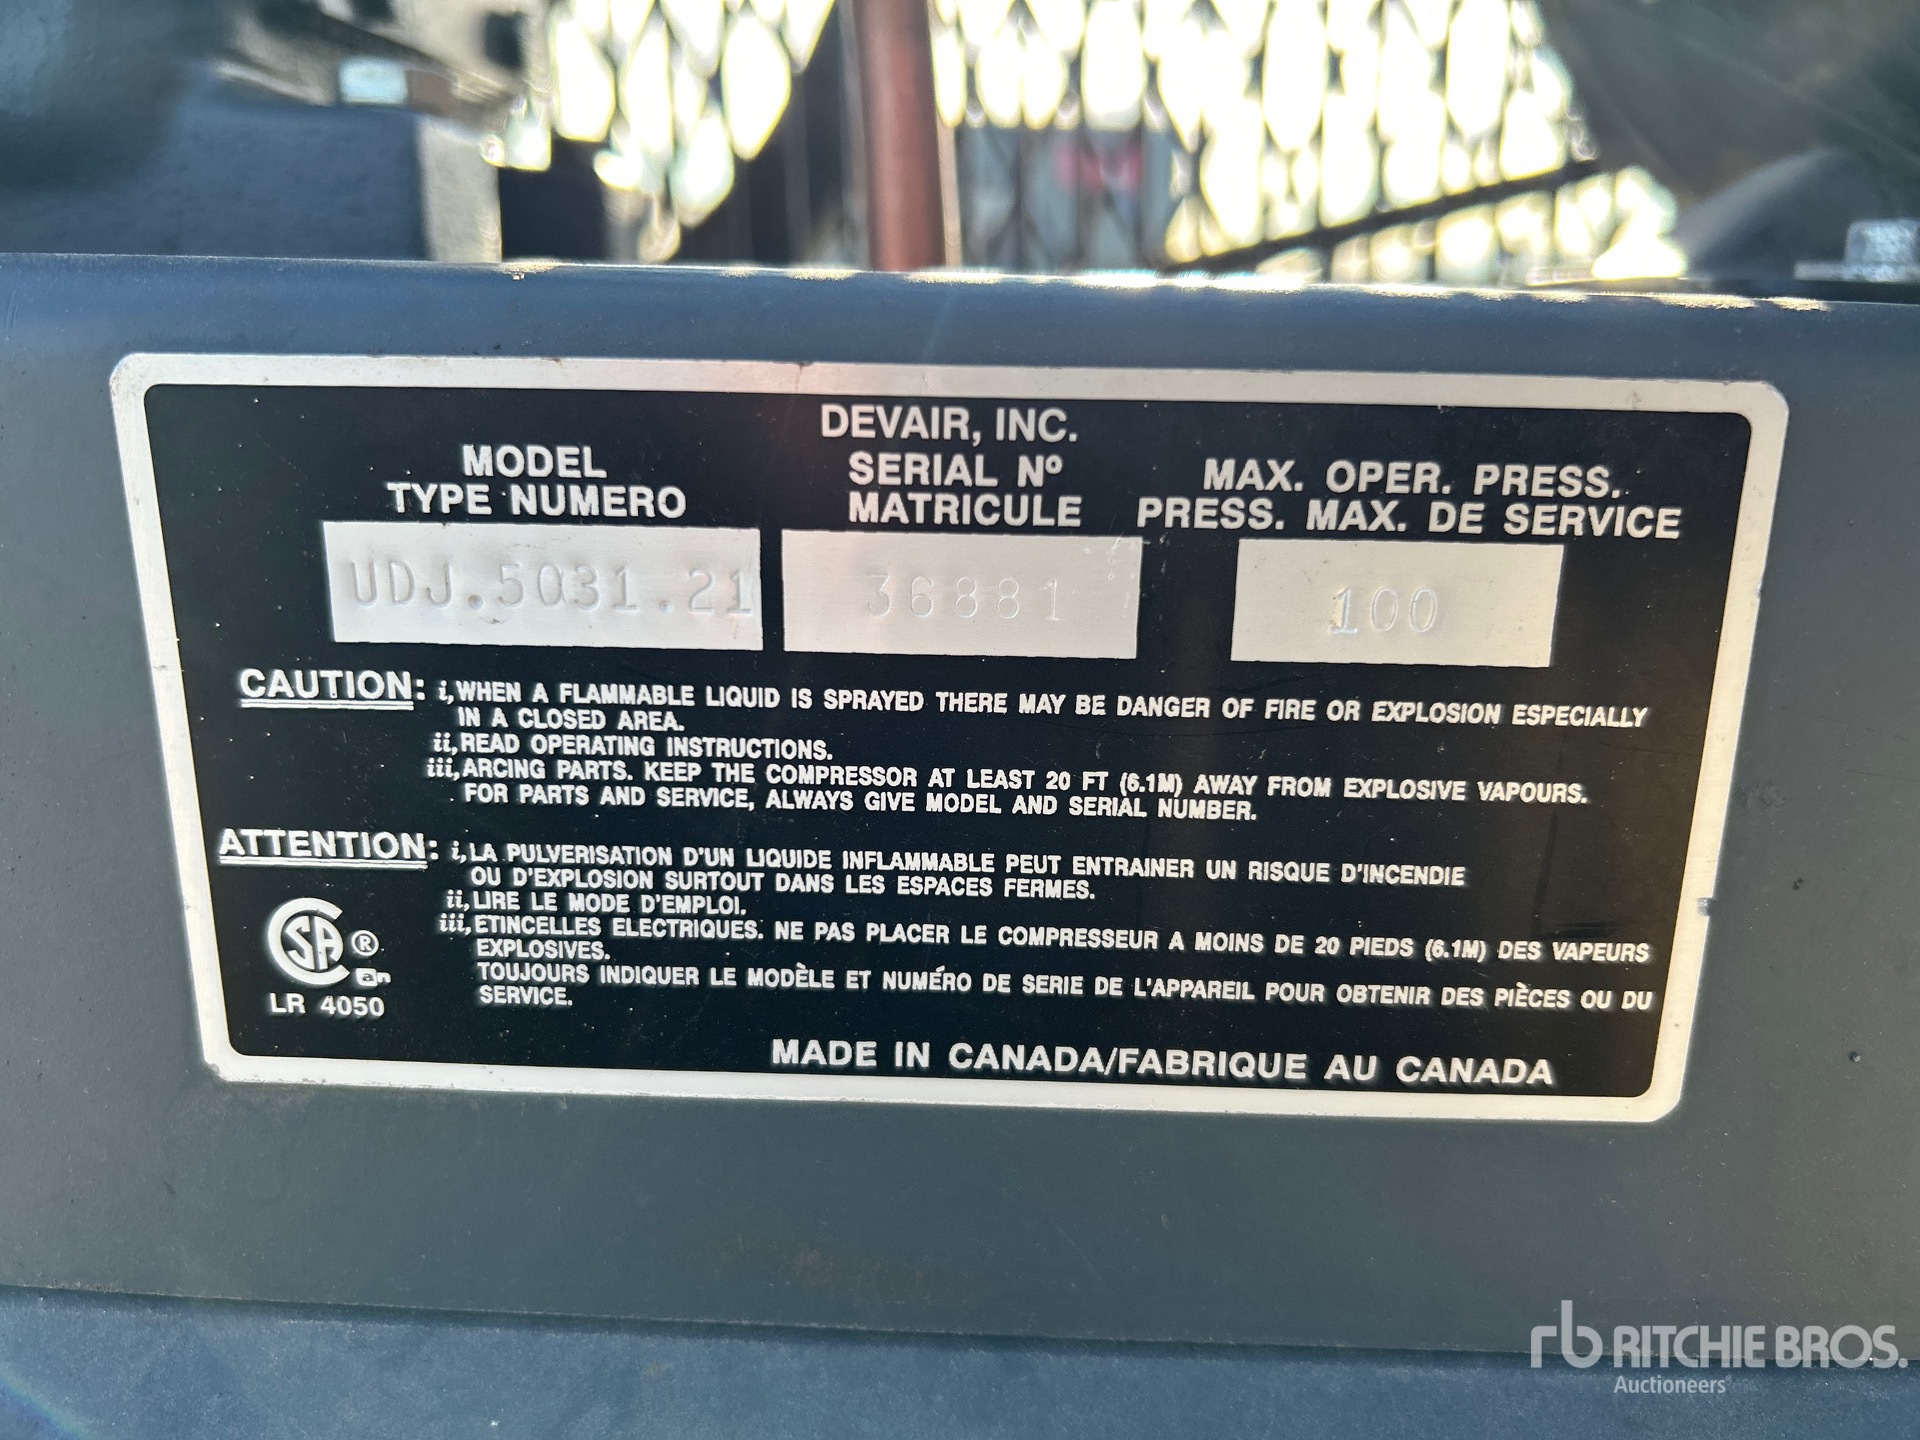 DEVAIR, INC.
MODEL
TYPE NUMERO
SERIAL Nº
MATRICULE
MAX. OPER. PRESS.
PRESS. MAX. DE SERVICE
UDJ.5031.21
36881
100
CAUTION: i, WHEN A FLAMMABLE LIQUID IS SPRAYED THERE MAY BE DANGER OF FIRE OR EXPLOSION ESPECIALLY
IN A CLOSED AREA.
ii, READ OPERATING INSTRUCTIONS.
iii, ARCING PARTS. KEEP THE COMPRESSOR AT LEAST 20 FT (6.1M) AWAY FROM EXPLOSIVE VAPOURS.
FOR PARTS AND SERVICE, ALWAYS GIVE MODEL AND SERIAL NUMBER.
ATTENTION: i, LA PULVERISATION D'UN LIQUIDE INFLAMMABLE PEUT ENTRAINER UN RISQUE D'INCENDIE
OU D'EXPLOSION SURTOUT DANS LES ESPACES FERMES.
ii, LIRE LE MODE D'EMPLOI.
iii, ETINCELLES ELECTRIQUES. NE PAS PLACER LE COMPRESSEUR A MOINS DE 20 PIEDS (6.1M) DES VAPEURS
EXPLOSIVES.
TOUJOURS INDIQUER LE MODÈLE ET NUMÉRO DE SERIE DE L'APPAREIL POUR OBTENIR DES PIÈCES OU DU
SERVICE.
SA ®
LR 4050
MADE IN CANADA/FABRIQUE AU CANADA
rb RITCHIE BROS.
Auctioneers